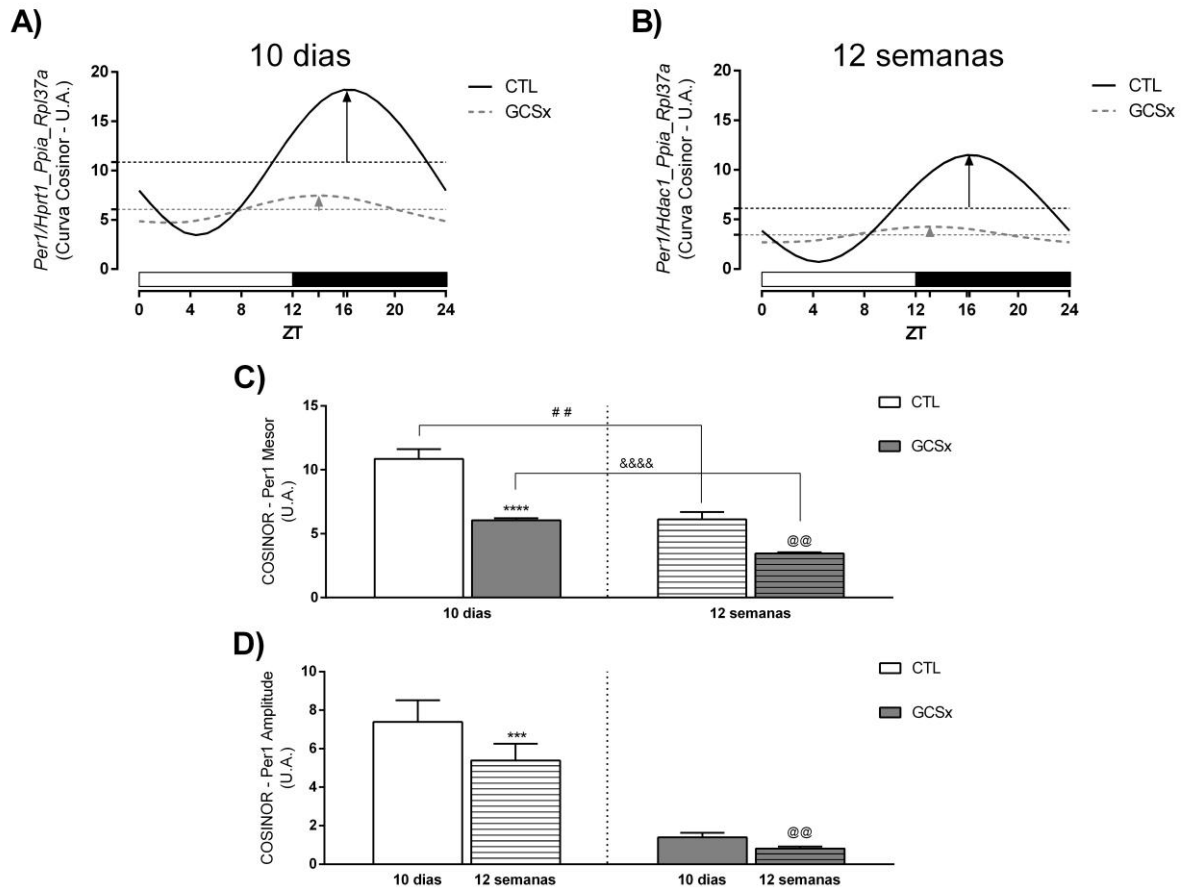 A)
10 dias
Per1/Hprt1_Ppia_Rpl37a
(Curva Cosinor - U.A.)
20
15
10
5
0
CTL
GCSx
0 4 8 12 16 20 24
ZT
B)
12 semanas
Per1/Hdac1_Ppia_Rpl37a
(Curva Cosinor - U.A.)
20
15
10
5
0
CTL
GCSx
0 4 8 12 16 20 24
ZT
C)
COSINOR - Per1 Mesor
(U.A.)
15
10
5
0
# #
&&&&
****
@@
10 dias 12 semanas
CTL
GCSx
D)
COSINOR - Per1 Amplitude
(U.A.)
10
8
6
4
2
0
***
@@
10 dias 12 semanas 10 dias 12 semanas
CTL
GCSx